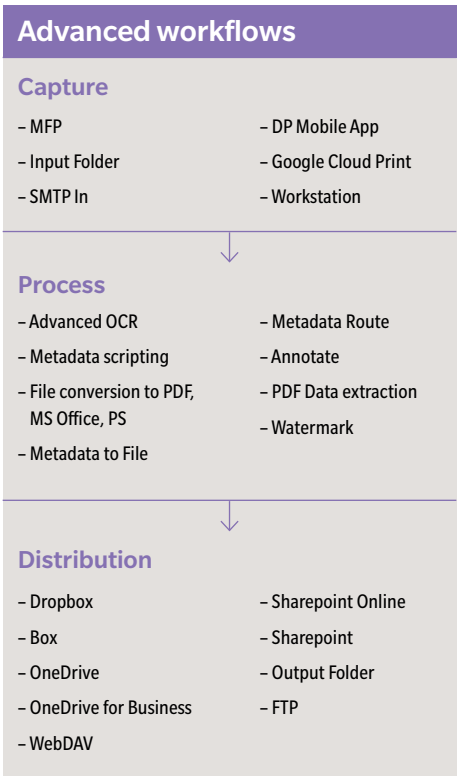 Advanced workflows
Capture
– MFP
– Input Folder
– SMTP In
– DP Mobile App
– Google Cloud Print
– Workstation
Process
– Advanced OCR
– Metadata scripting
– File conversion to PDF,
MS Office, PS
– Metadata to File
– Metadata Route
– Annotate
– PDF Data extraction
– Watermark
Distribution
– Dropbox
– Box
– OneDrive
– OneDrive for Business
– WebDAV
– Sharepoint Online
– Sharepoint
– Output Folder
– FTP